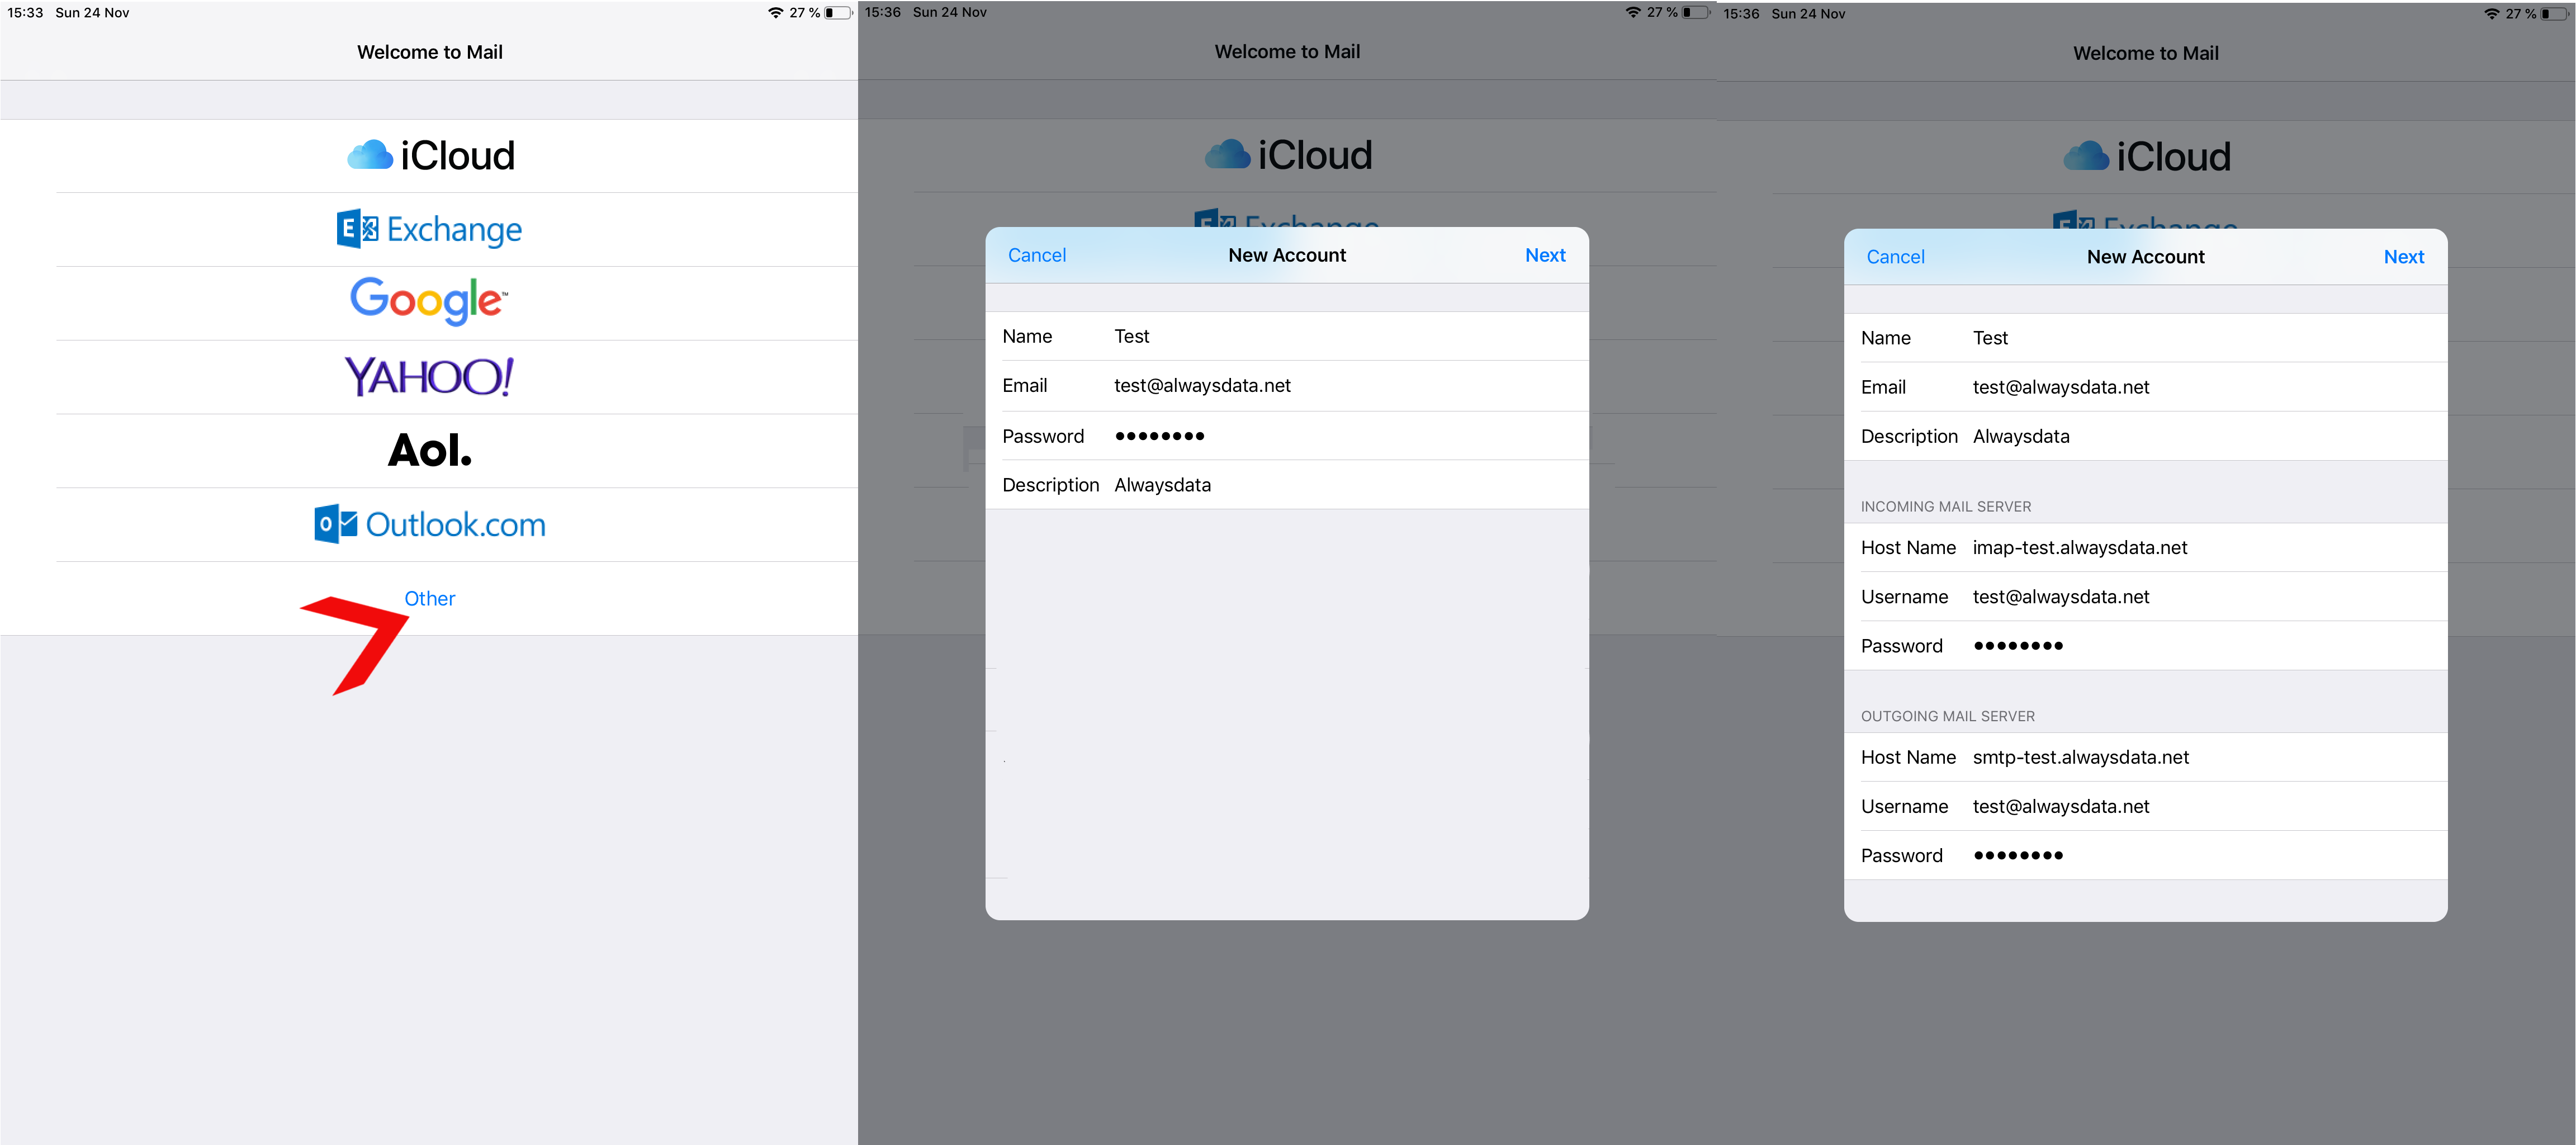 15:33 Sun 24 Nov 27 %
Welcome to Mail
iCloud
Exchange
Google™
YAHOO!
Aol.
Outlook.com
Other
15:36 Sun 24 Nov 27 %
Welcome to Mail
iCloud
Exchange
Cancel New Account Next
Name Test
Email test@alwaysdata.net
Password ••••••••
Description Alwaysdata
15:36 Sun 24 Nov 27 %
Welcome to Mail
iCloud
Exchange
Cancel New Account Next
Name Test
Email test@alwaysdata.net
Description Alwaysdata
INCOMING MAIL SERVER
Host Name imap-test.alwaysdata.net
Username test@alwaysdata.net
Password ••••••••
OUTGOING MAIL SERVER
Host Name smtp-test.alwaysdata.net
Username test@alwaysdata.net
Password ••••••••